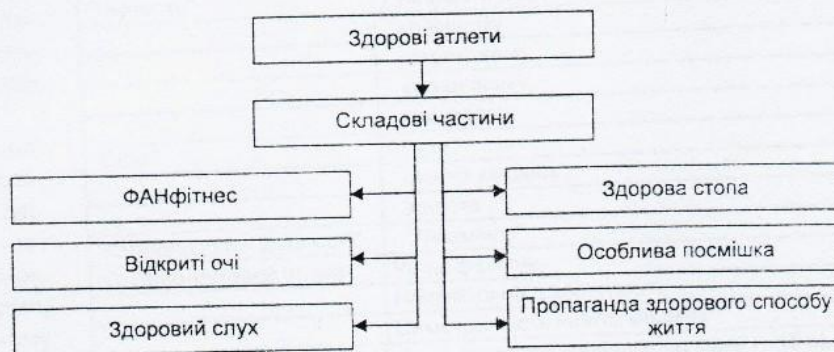 Здорові атлети
Складові частини
ФАНфітнес
Здорова стопа
Відкриті очі
Особлива посмішка
Здоровий слух
Пропаганда здорового способу
життя